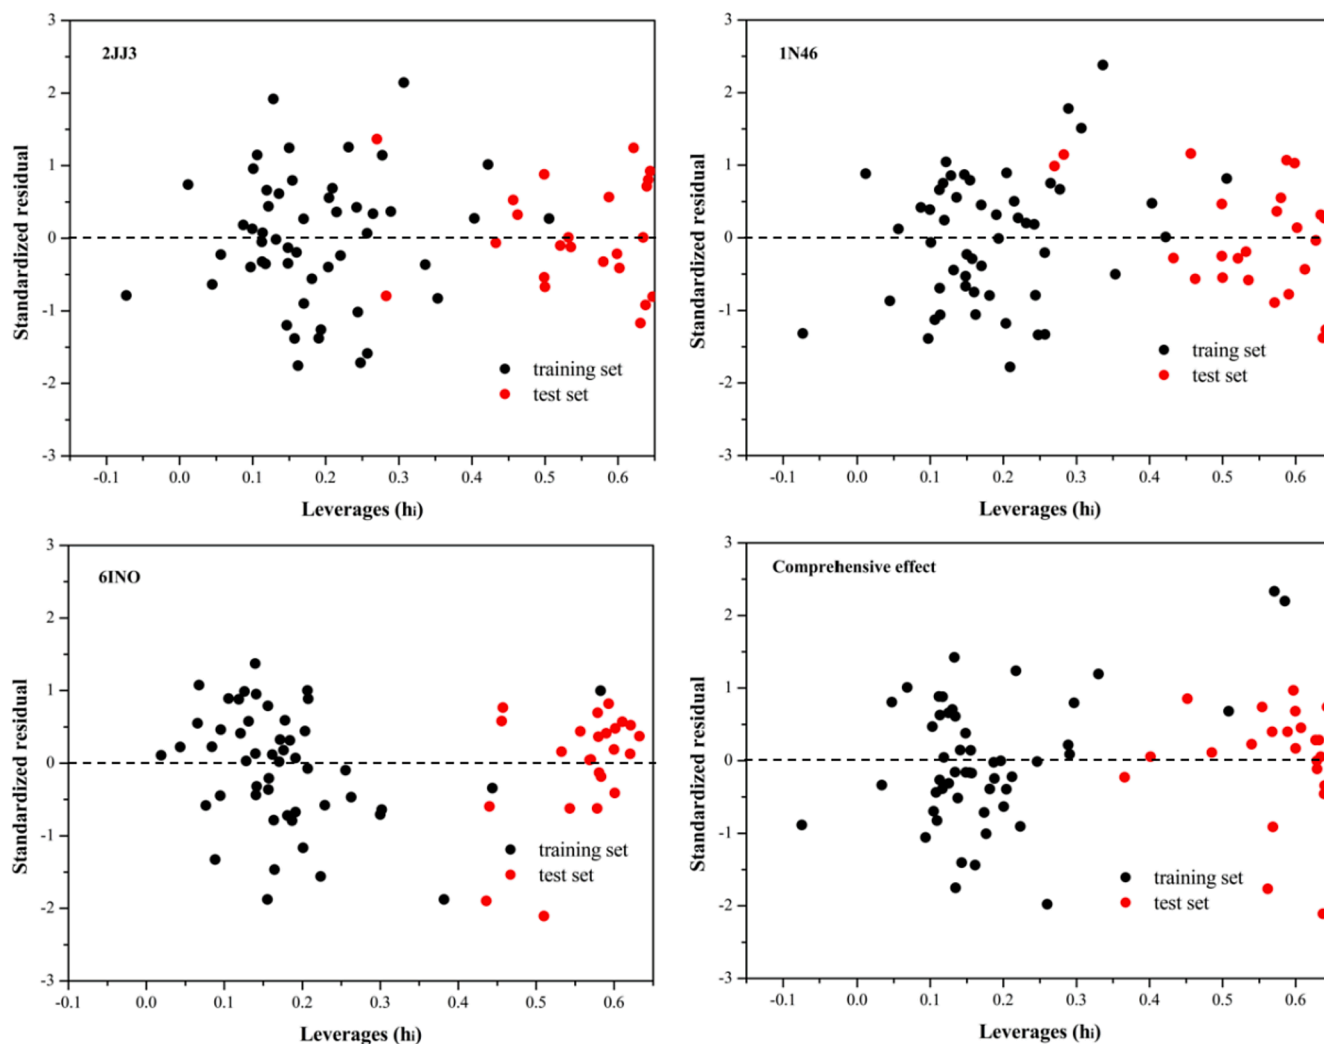 2JJ3
3
2
1
0
-1
-2
-3
Standardized residual
training set
test set
-0.1 0.0 0.1 0.2 0.3 0.4 0.5 0.6
Leverages (hi)
1N46
3
2
1
0
-1
-2
-3
Standardized residual
traing set
test set
-0.1 0.0 0.1 0.2 0.3 0.4 0.5 0.6
Leverages (hi)
6INO
3
2
1
0
-1
-2
-3
Standardized residual
training set
test set
-0.1 0.0 0.1 0.2 0.3 0.4 0.5 0.6
Leverages (hi)
Comprehensive effect
3
2
1
0
-1
-2
-3
Standardized residual
training set
test set
-0.1 0.0 0.1 0.2 0.3 0.4 0.5 0.6
Leverages (hi)